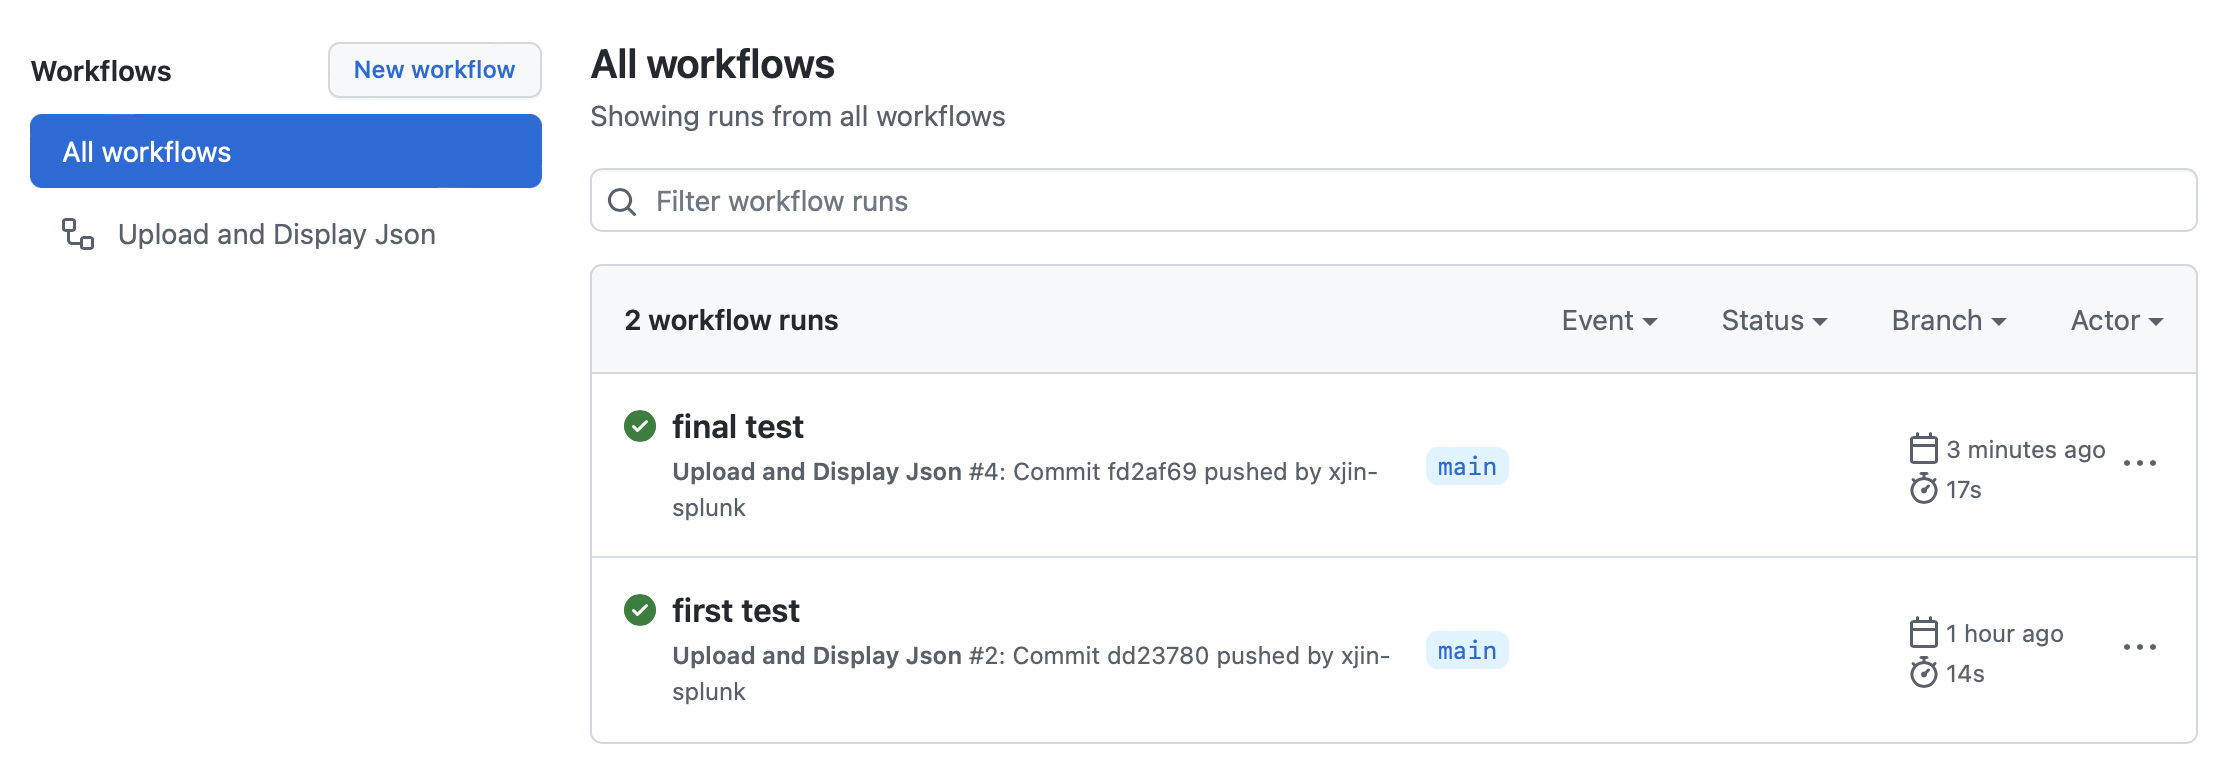 Workflows
New workflow
All workflows
Upload and Display Json
All workflows
Showing runs from all workflows
Filter workflow runs
2 workflow runs
Event
Status
Branch
Actor
final test
Upload and Display Json #4: Commit fd2af69 pushed by xjin-
splunk
main
3 minutes ago
17s
first test
Upload and Display Json #2: Commit dd23780 pushed by xjin-
splunk
main
1 hour ago
14s